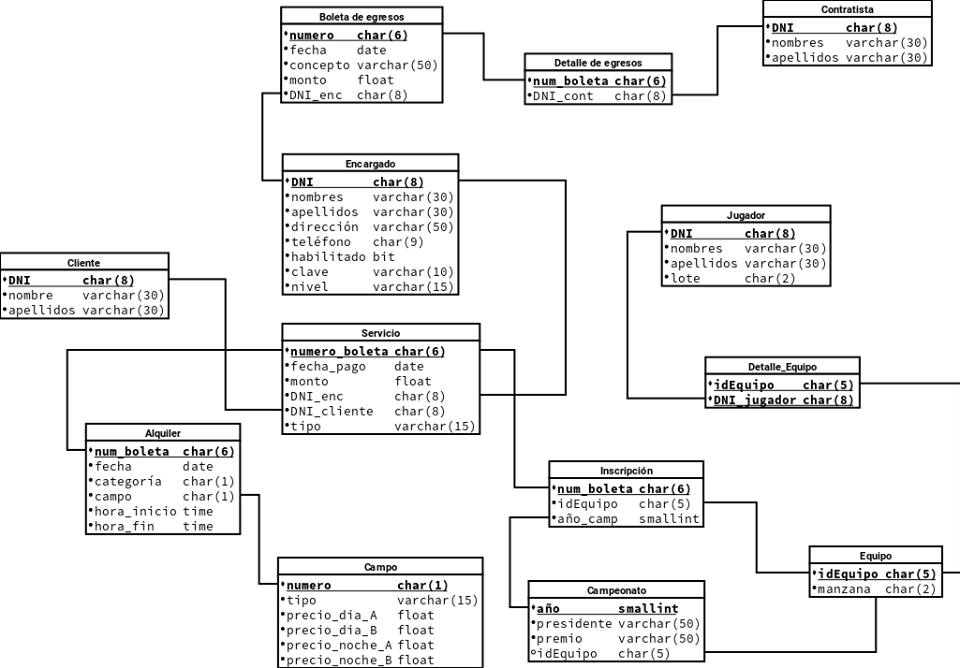 Boleta de egresos
numero char(6)
fecha date
concepto varchar(50)
monto float
DNI_enc char(8)
Detalle de egresos
num_boleta char(6)
DNI_cont char(8)
Contratista
DNI char(8)
nombres varchar(30)
apellidos varchar(30)
Encargado
DNI char(8)
nombres varchar(30)
apellidos varchar(30)
dirección varchar(50)
teléfono char(9)
habilitado bit
clave varchar(10)
nivel varchar(15)
Jugador
DNI char(8)
nombres varchar(30)
apellidos varchar(30)
lote char(2)
Cliente
DNI char(8)
nombre varchar(30)
apellidos varchar(30)
Servicio
numero_boleta char(6)
fecha_pago date
monto float
DNI_enc char(8)
DNI_cliente char(8)
tipo varchar(15)
Detalle_Equipo
idEquipo char(5)
DNI_jugador char(8)
Alquiler
num_boleta char(6)
fecha date
categoría char(1)
campo char(1)
hora_inicio time
hora_fin time
Inscripción
num_boleta char(6)
idEquipo char(5)
año_camp smallint
Campo
numero char(1)
tipo varchar(15)
precio_dia_A float
precio_dia_B float
precio_noche_A float
precio_noche_B float
Campeonato
año smallint
presidente varchar(50)
premio varchar(50)
idEquipo char(5)
Equipo
idEquipo char(5)
manzana char(2)